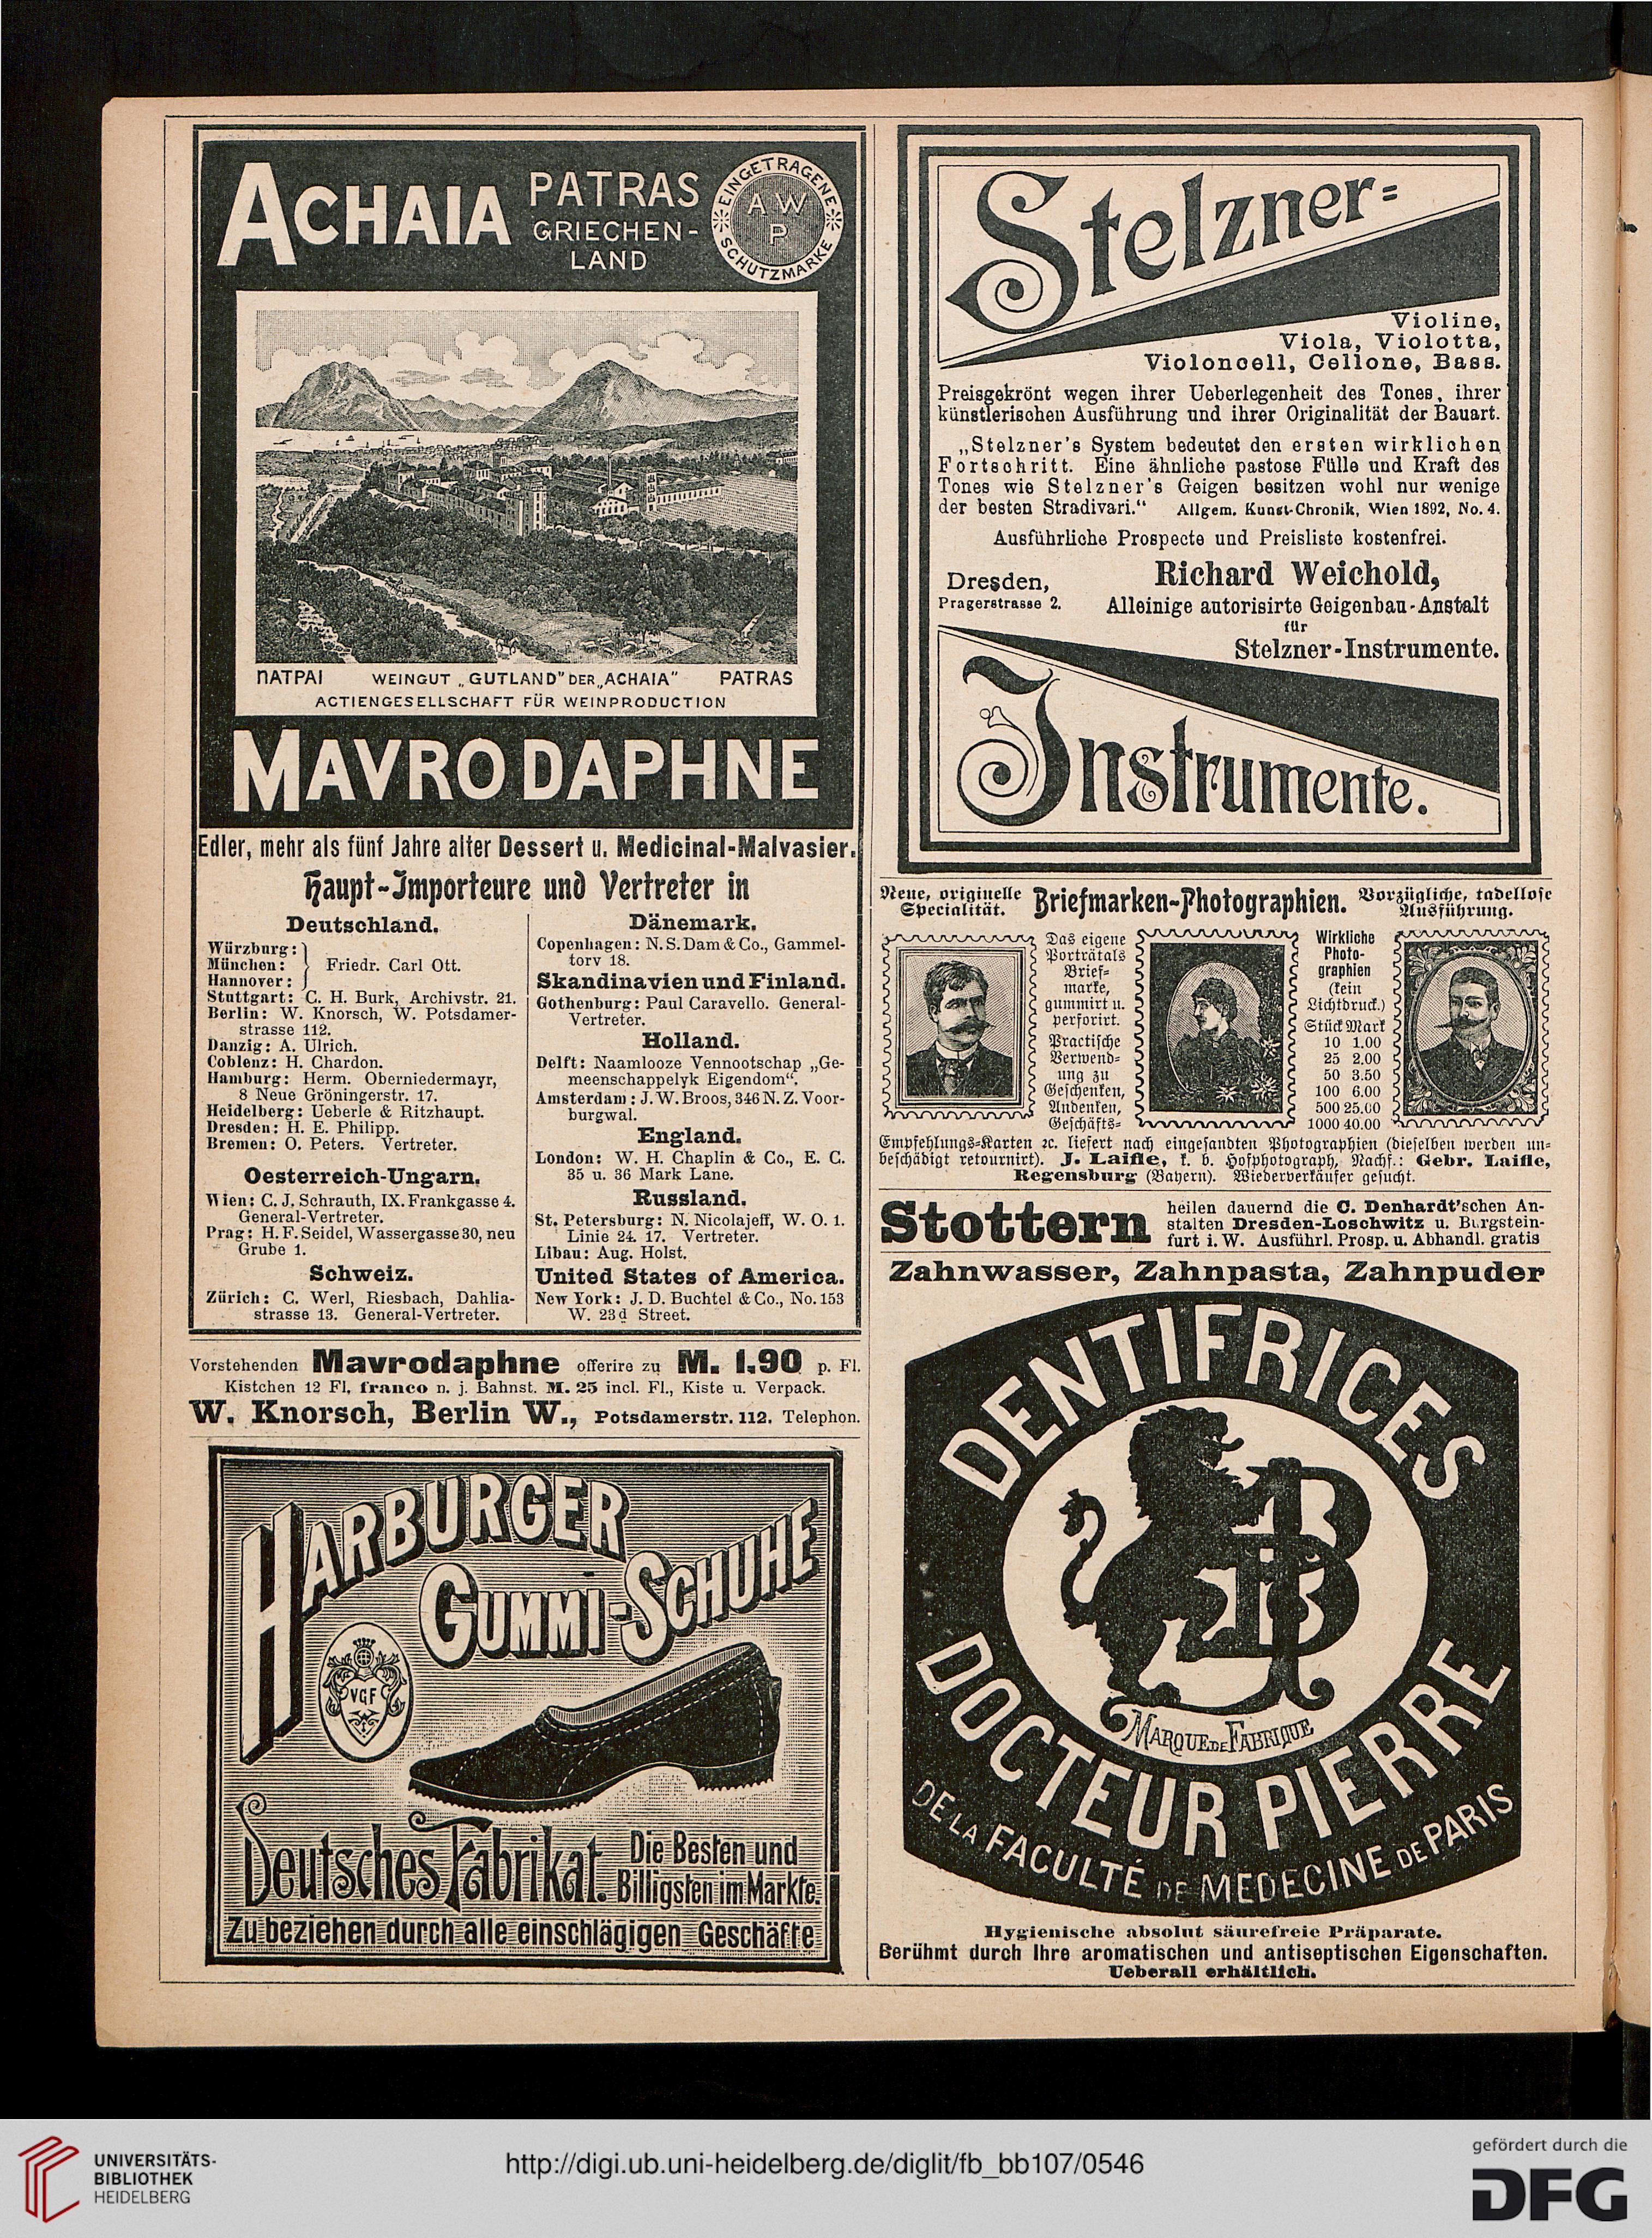 ACHAIA
PATRAS
GRIECHEN-
LAND
EINGETRAGENE
AW
P
SCHUTZMARKE
ΠATPAI WEINGUT „GUTLAND" DER „ACHAIA" PATRAS
ACTIENGESELLSCHAFT FÜR WEINPRODUCTION
MAVRO DAPHNE
Edler, mehr als fünf Jahre alter Dessert u. Medicinal-Malvasier.
Haupt-Importeure und Vertreter in
Deutschland.
Würzburg:
München: Friedr. Carl Ott.
Hannover:
Stuttgart: C. H. Burk, Archivstr. 21.
Berlin: W. Knorsch, W. Potsdamer-
strasse 112.
Danzig: A. Ulrich.
Coblenz: H. Chardon.
Hamburg: Herm. Oberniedermayr,
8 Neue Gröningerstr. 17.
Heidelberg: Ueberle & Ritzhaupt.
Dresden: H. E. Philipp.
Bremen: O. Peters. Vertreter.
Oesterreich-Ungarn.
Wien: C. J. Schrauth, IX. Frankgasse 4.
General-Vertreter.
Prag: H. F. Seidel, Wassergasse 30, neu
Grube 1.
Schweiz.
Zürich: C. Werl, Riesbach, Dahlia-
strasse 13. General-Vertreter.
Dänemark.
Copenhagen: N. S. Dam & Co., Gammel-
torv 18.
Skandinavien und Finland.
Gothenburg: Paul Caravello. General-
Vertreter.
Holland.
Delft: Naamlooze Vennootschap „Ge-
meenschappelyk Eigendom“.
Amsterdam: J. W. Broos, 346 N. Z. Voor-
burgwal.
England.
London: W. H. Chaplin & Co., E. C.
35 u. 36 Mark Lane.
Russland.
St. Petersburg: N. Nicolajeff, W. O. 1.
Linie 24. 17. Vertreter.
Libau: Aug. Holst.
United States of America.
New York: J. D. Buchtel & Co., No. 153
W. 23d Street.
Vorstehenden Mavrodaphne offerire zu M. 1,90 p. Fl.
Kistchen 12 Fl. franco n. j. Bahnst. M. 25 incl. Fl., Kiste u. Verpack.
W. Knorsch, Berlin W., Potsdamerstr. 112. Telephon.
HARBURGER
GUMMI-SCHUHE
VGF
Deutsches Fabrikat.
Die Besten und
Billigsten im Markte.
Zu beziehen durch alle einschlägigen Geschäfte
Stelzner-
Violine,
Viola, Violotta,
Violoncell, Cellone, Bass.
Preisgekrönt wegen ihrer Ueberlegenheit des Tones, ihrer
künstlerischen Ausführung und ihrer Originalität der Bauart.
„Stelzner's System bedeutet den ersten wirklichen
Fortschritt. Eine ähnliche pastose Fülle und Kraft des
Tones wie Stelzner's Geigen besitzen wohl nur wenige
der besten Stradivari.“ Allgem. Kunst-Chronik, Wien 1892, No. 4.
Ausführliche Prospecte und Preisliste kostenfrei.
Dresden,
Pragerstrasse 2.
Richard Weichold,
Alleinige autorisirte Geigenbau-Anstalt
für
Stelzner-Instrumente.
Instrumente.
Neue, originelle
Specialität.
Briefmarken-Photographien.
Vorzügliche, tadellose
Ausführung.
Das eigene
Porträt als
Brief-
marke,
gummirt u.
perforirt.
Practische
Verwend-
ung zu
Geschenken,
Andenken,
Geschäfts-
Wirkliche
Photo-
graphien
(kein
Lichtdruck.)
Stück Mark
10 1.00
25 2.00
50 3.50
100 6.00
500 25.00
1000 40.00
Empfehlungs-Karten ꝛc. liefert nach eingesandten Photographien (dieselben werden un-
beschädigt retournirt). J. Laifle, k. b. Hofphotograph, Nachf.: Gebr. Laifle,
Regensburg (Bayern). Wiederverkäufer gesucht.
Stottern
heilen dauernd die C. Denhardt'schen An-
stalten Dresden-Loschwitz u. Burgstein-
furt i. W. Ausführl. Prosp. u. Abhandl. gratis
Zahnwasser, Zahnpasta, Zahnpuder
DENTIFRICES
MARQUE DE FABRIQUE
DOCTEUR PIERRE
DE LA FACULTÉ DE MEDECINE DE PARIS
Hygienische absolut säurefreie Präparate.
Berühmt durch Ihre aromatischen und antiseptischen Eigenschaften.
Ueberall erhältlich.
UNIVERSITÄTS-
BIBLIOTHEK
HEIDELBERG
http://digi.ub.uni-heidelberg.de/diglit/fb_bb107/0546
gefördert durch die
DFG